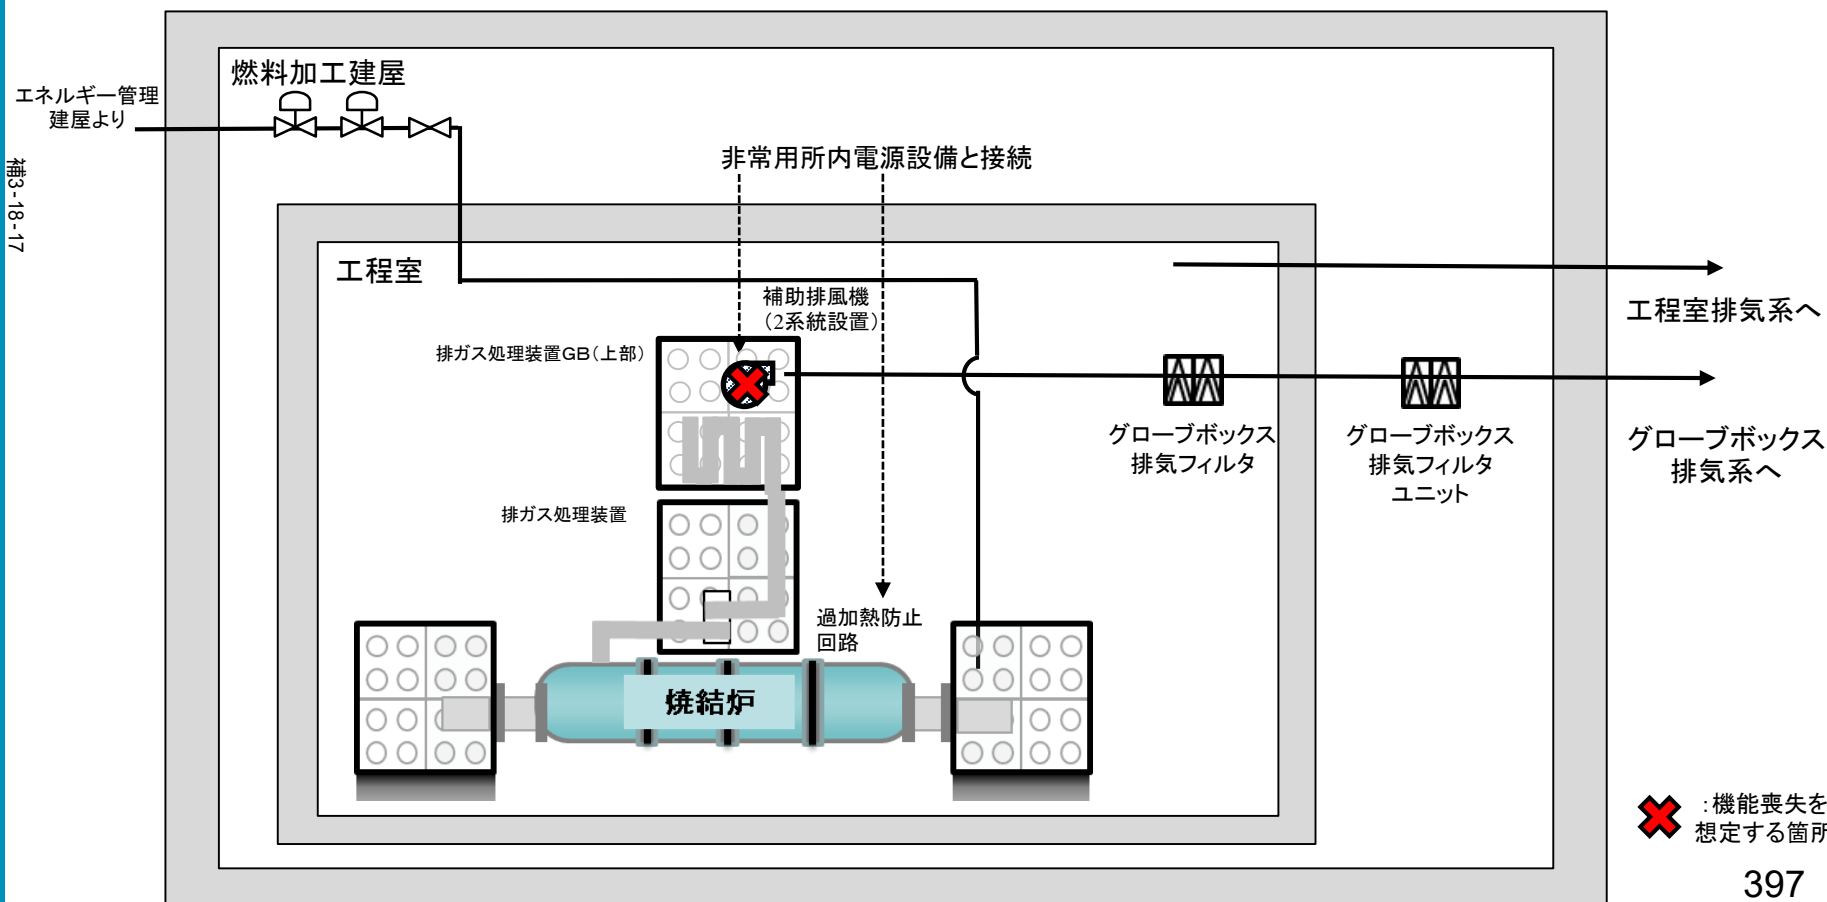 燃料加工建屋
エネルギー管理
建屋より
補3-18-17
非常用所内電源設備と接続
工程室
補助排風機
（2系統設置）
排ガス処理装置GB（上部）
工程室排気系へ
グローブボックス
排気フィルタ
グローブボックス
排気フィルタ
ユニット
グローブボックス
排気系へ
排ガス処理装置
過加熱防止
回路
焼結炉
：機能喪失を
想定する箇所
397